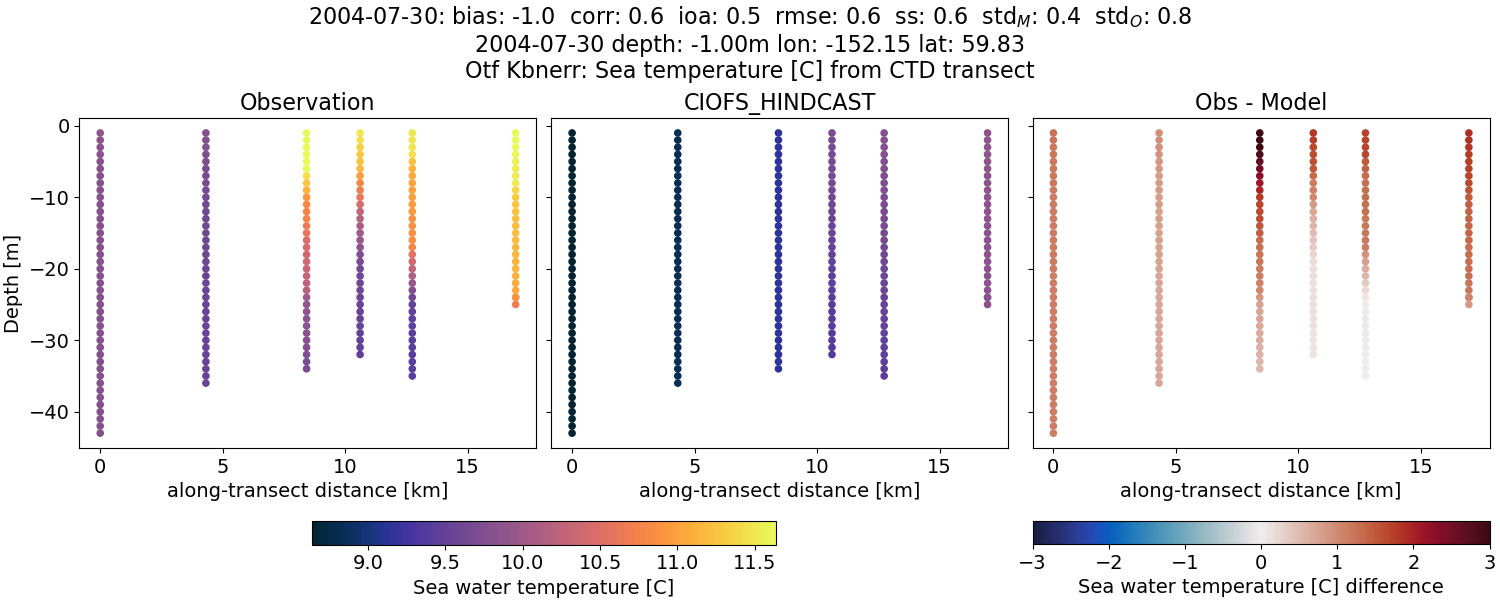 2004-07-30: bias: -1.0 corr: 0.6 ioa: 0.5 rmse: 0.6 ss: 0.6 std_M: 0.4 std_O: 0.8
2004-07-30 depth: -1.00m lon: -152.15 lat: 59.83
Otf Kbnerr: Sea temperature [C] from CTD transect
Observation
CIOFS_HINDCAST
Obs - Model
Depth [m]
0
−10
−20
−30
−40
0 5 10 15
0 5 10 15
0 5 10 15
along-transect distance [km]
along-transect distance [km]
along-transect distance [km]
9.0 9.5 10.0 10.5 11.0 11.5
Sea water temperature [C]
−3 −2 −1 0 1 2 3
Sea water temperature [C] difference